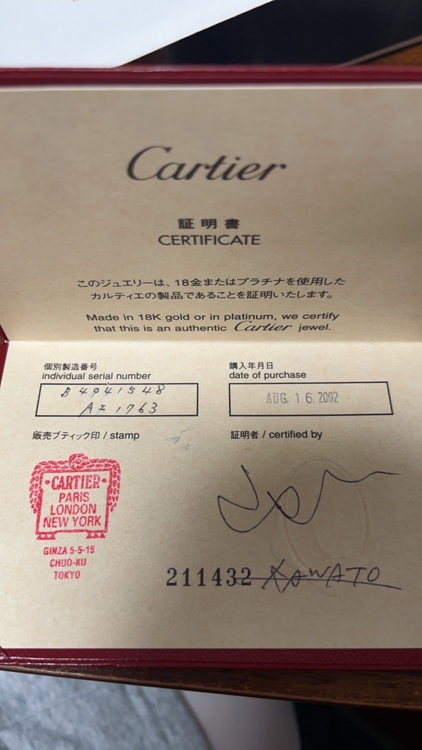 Cartier
証明書
CERTIFICATE
このジュエリーは、18金またはプラチナを使用した
カルティエの製品であることを証明いたします。
Made in 18K gold or in platinum, we certify
that this is an authentic Cartier jewel.
個別製造番号
individual serial number
B4041548
AI1763
購入年月日
date of purchase
AUG. 16.2002
販売ブティック印 / stamp
証明者 / certified by
CARTIER
PARIS
LONDON
NEW YORK
GINZA 5-5-15
CHUO-KU
TOKYO
211432 KAWATO